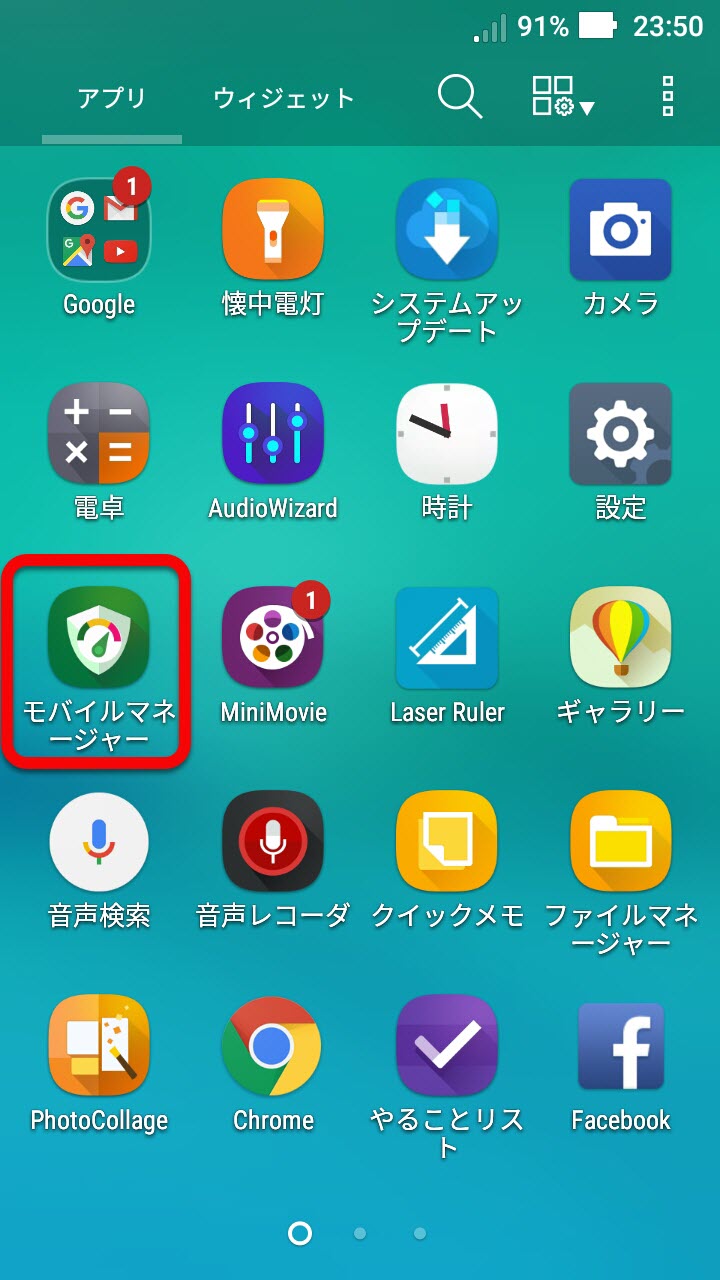 91% 23:50
アプリ ウィジェット
1
Google 懐中電灯 システムアッ カメラ
プデート
電卓 AudioWizard 時計 設定
1
モバイルマネ MiniMovie Laser Ruler ギャラリー
ージャー
音声検索 音声レコーダ クイックメモ ファイルマネ
ージャー
PhotoCollage Chrome やることリス Facebook
ト